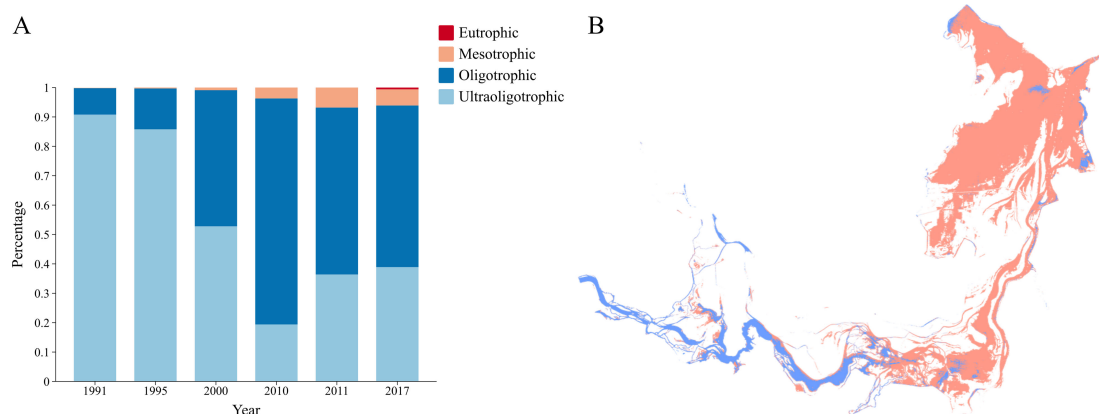 A
B
Eutrophic
Mesotrophic
Oligotrophic
Ultraoligotrophic
1
0.9
0.8
0.7
0.6
0.5
0.4
0.3
0.2
0.1
0
Percentage
1991 1995 2000 2010 2011 2017
Year